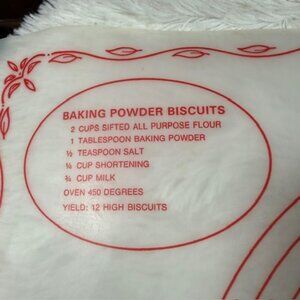 BAKING POWDER BISCUITS
2 CUPS SIFTED ALL PURPOSE FLOUR
1 TABLESPOON BAKING POWDER
½ TEASPOON SALT
¼ CUP SHORTENING
¾ CUP MILK
OVEN 450 DEGREES
YIELD: 12 HIGH BISCUITS